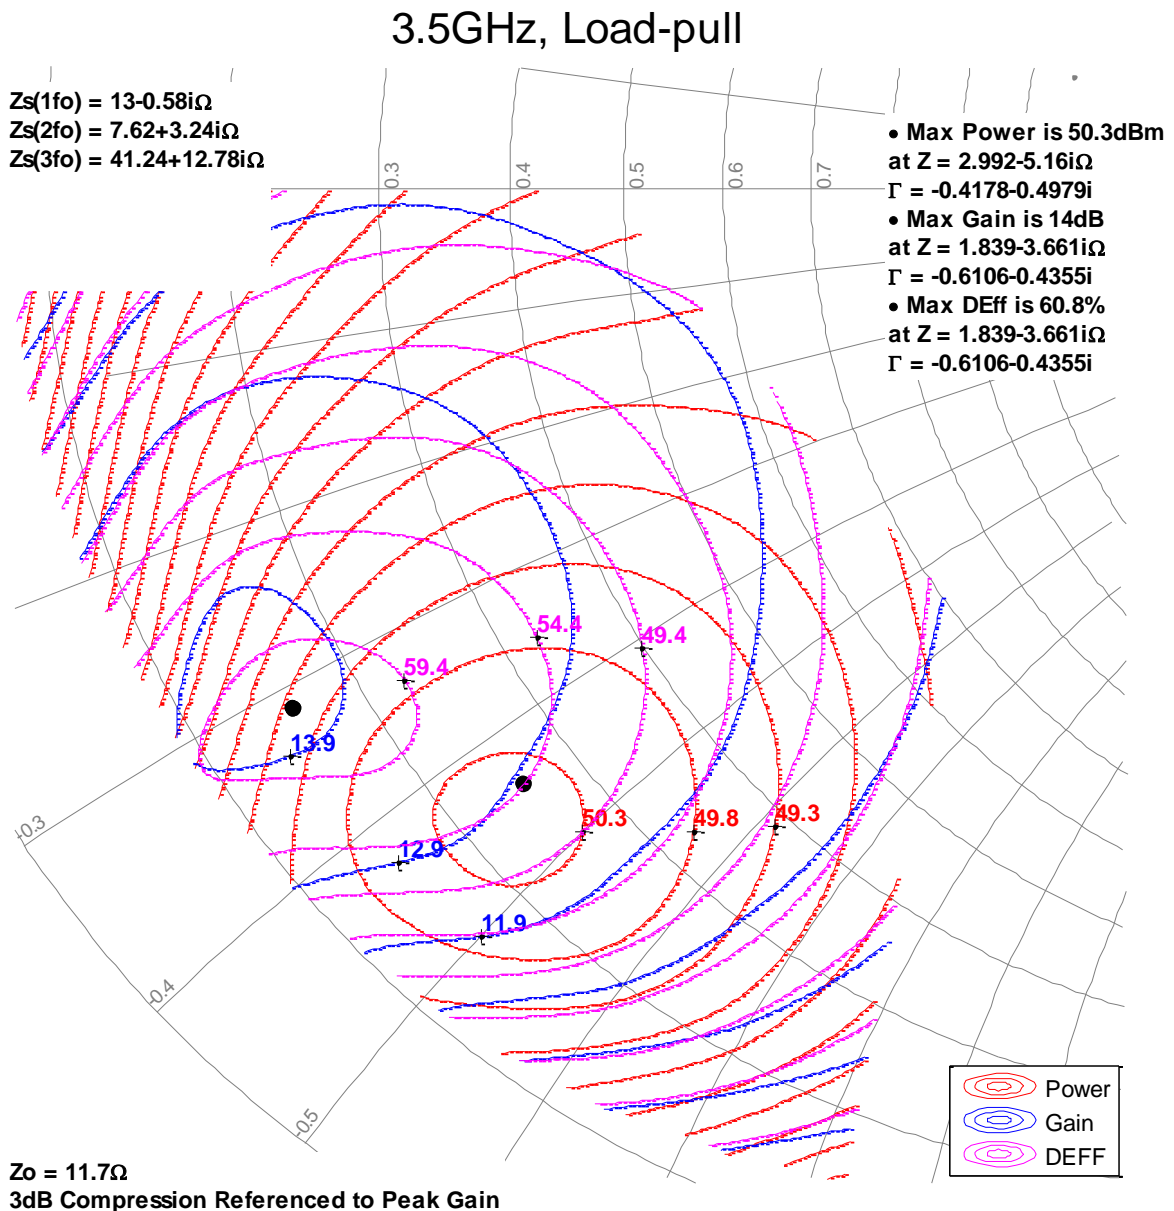 3.5GHz, Load-pull
Zs(1fo) = 13-0.58iΩ
Zs(2fo) = 7.62+3.24iΩ
Zs(3fo) = 41.24+12.78iΩ
• Max Power is 50.3dBm
at Z = 2.992-5.16iΩ
Γ = -0.4178-0.4979i
• Max Gain is 14dB
at Z = 1.839-3.661iΩ
Γ = -0.6106-0.4355i
• Max DEff is 60.8%
at Z = 1.839-3.661iΩ
Γ = -0.6106-0.4355i
0.3
0.4
0.5
0.6
0.7
54.4
49.4
59.4
13.9
50.3
49.8
49.3
12.9
11.9
-0.3
-0.4
-0.5
Power
Gain
DEFF
Zo = 11.7Ω
3dB Compression Referenced to Peak Gain